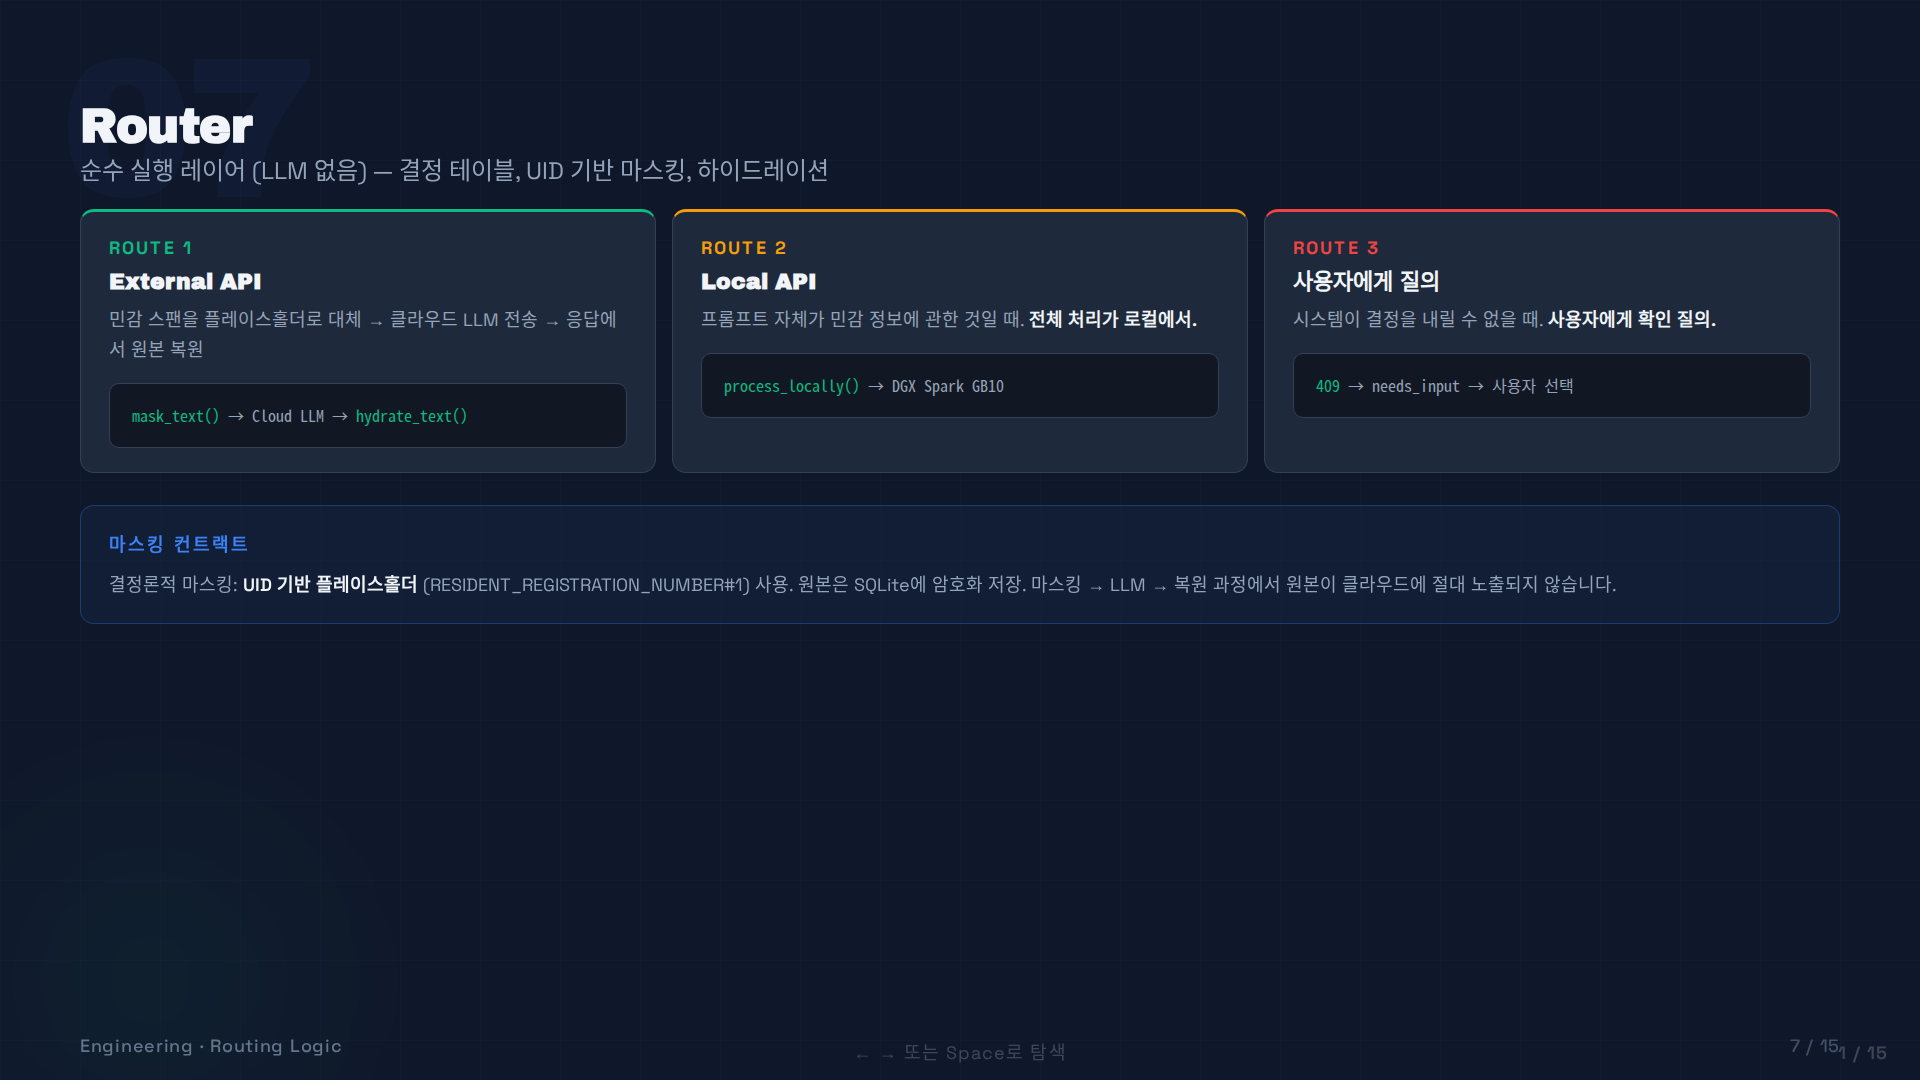 07
Router
순수 실행 레이어 (LLM 없음) — 결정 테이블, UID 기반 마스킹, 하이드레이션
ROUTE 1
External API
민감 스팬을 플레이스홀더로 대체 → 클라우드 LLM 전송 → 응답에
서 원본 복원
mask_text() → Cloud LLM → hydrate_text()
ROUTE 2
Local API
프롬프트 자체가 민감 정보에 관한 것일 때. 전체 처리가 로컬에서.
process_locally() → DGX Spark GB10
ROUTE 3
사용자에게 질의
시스템이 결정을 내릴 수 없을 때. 사용자에게 확인 질의.
409 → needs_input → 사용자 선택
마스킹 컨트랙트
결정론적 마스킹: UID 기반 플레이스홀더 (RESIDENT_REGISTRATION_NUMBER#1) 사용. 원본은 SQLite에 암호화 저장. 마스킹 → LLM → 복원 과정에서 원본이 클라우드에 절대 노출되지 않습니다.
Engineering · Routing Logic
← → 또는 Space로 탐색
7 / 15
1 / 15